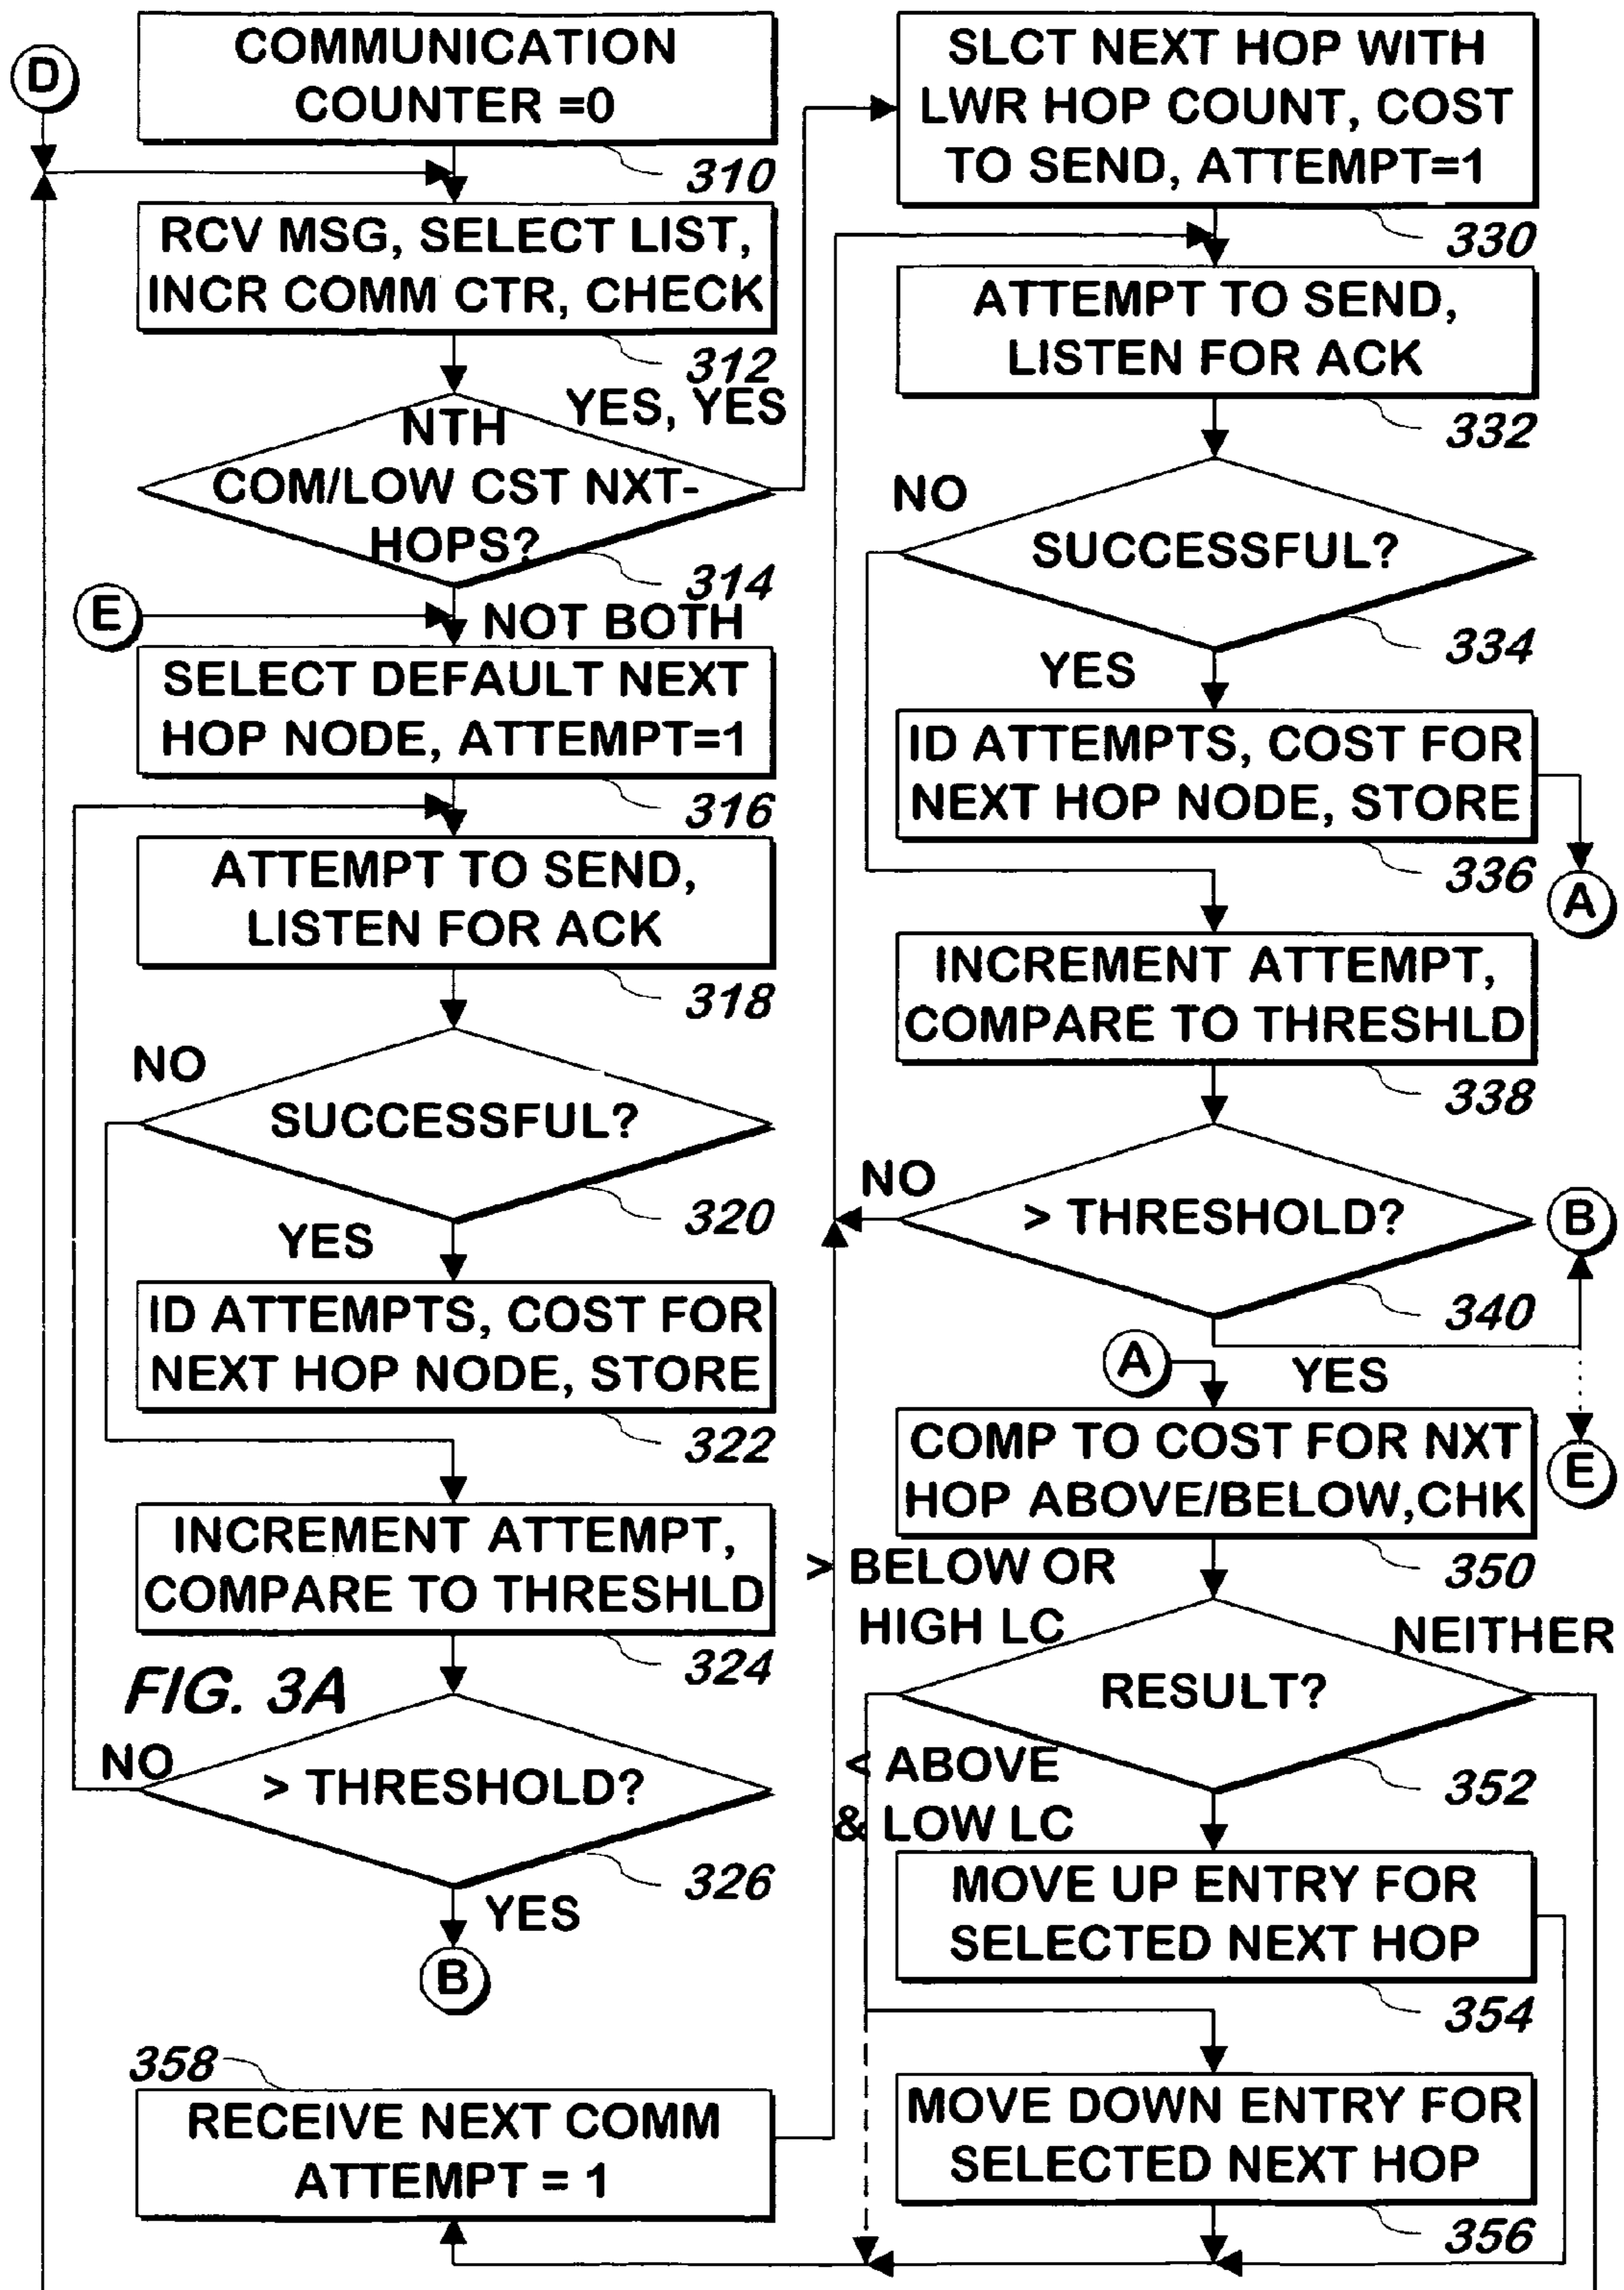 D
COMMUNICATION
COUNTER =0
310
RCV MSG, SELECT LIST,
INCR COMM CTR, CHECK
312
YES, YES
NTH
COM/LOW CST NXT-
HOPS?
314
E
NOT BOTH
SELECT DEFAULT NEXT
HOP NODE, ATTEMPT=1
316
ATTEMPT TO SEND,
LISTEN FOR ACK
318
NO
SUCCESSFUL?
320
YES
ID ATTEMPTS, COST FOR
NEXT HOP NODE, STORE
322
INCREMENT ATTEMPT,
COMPARE TO THRESHLD
324
FIG. 3A
NO
> THRESHOLD?
326
YES
B
358
RECEIVE NEXT COMM
ATTEMPT = 1
SLCT NEXT HOP WITH
LWR HOP COUNT, COST
TO SEND, ATTEMPT=1
330
ATTEMPT TO SEND,
LISTEN FOR ACK
332
NO
SUCCESSFUL?
334
YES
ID ATTEMPTS, COST FOR
NEXT HOP NODE, STORE
336
A
INCREMENT ATTEMPT,
COMPARE TO THRESHLD
338
NO
> THRESHOLD?
B
340
A
YES
COMP TO COST FOR NXT
HOP ABOVE/BELOW,CHK
E
350
> BELOW OR
HIGH LC
NEITHER
RESULT?
352
< ABOVE
& LOW LC
MOVE UP ENTRY FOR
SELECTED NEXT HOP
354
MOVE DOWN ENTRY FOR
SELECTED NEXT HOP
356